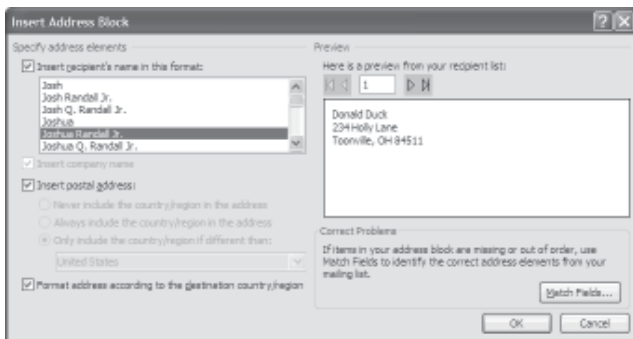 Insert Address Block
Specify address elements
Insert recipient's name in this format:
Josh
Josh Randall Jr.
Josh Q. Randall Jr.
Joshua
Joshua Randall Jr.
Joshua Q. Randall Jr.
Insert company name
Insert postal address:
Never include the country/region in the address
Always include the country/region in the address
Only include the country/region if different than:
United States
Format address according to the destination country/region
Preview
Here is a preview from your recipient list:
1
Donald Duck
234 Holly Lane
Toonville, OH 84511
Correct Problems
If items in your address block are missing or out of order, use
Match Fields to identify the correct address elements from your
mailing list.
Match Fields...
OK
Cancel